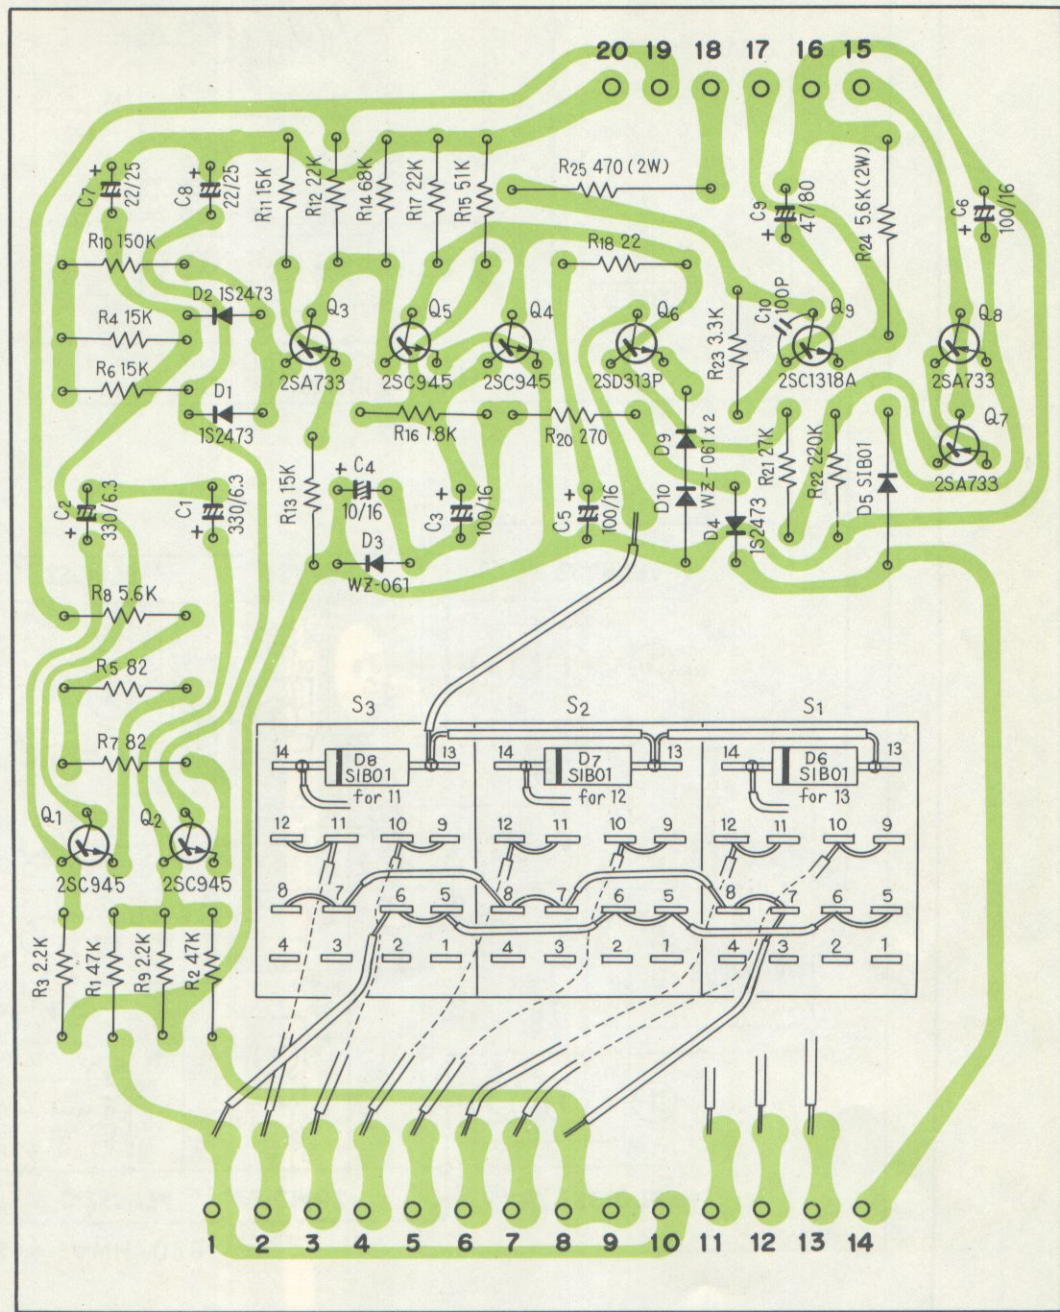 20 19 18 17 16 15
C7 + 22/25
C8 + 22/25
R11 15K
R12 22K
R14 68K
R17 22K
R15 51K
R25 470 (2W)
C9 + 47/80
R24 5.6K (2W)
C6 + 100/16
R10 150K
R18 22
D2 1S2473
R4 15K
R6 15K
D1
1S2473
Q3
2SA733
Q5
2SC945
Q4
2SC945
Q6
2SD313P
R23 3.3K
C10 100P
Q9
2SC1318A
Q8
2SA733
Q7
2SA733
R16 1.8K
R20 270
D9
D10
WZ-061 x 2
D4
1S2473
R21 27K
R22 220K
D5 SIB01
C2 + 330/6.3
C1 + 330/6.3
R13 15K
+ C4
10/16
C3 + 100/16
C5 + 100/16
D3
WZ-061
R8 5.6K
R5 82
R7 82
Q1
2SC945
Q2
2SC945
R3 2.2K
R1 47K
R9 2.2K
R2 47K
S3 S2 S1
14 D8 SIB01 13
14 D7 SIB01 13
14 D6 SIB01 13
for 11 for 12 for 13
12 11 10 9 12 11 10 9 12 11 10 9
8 7 6 5 8 7 6 5 8 7 6 5
4 3 2 1 4 3 2 1 4 3 2 1
1 2 3 4 5 6 7 8 9 10 11 12 13 14